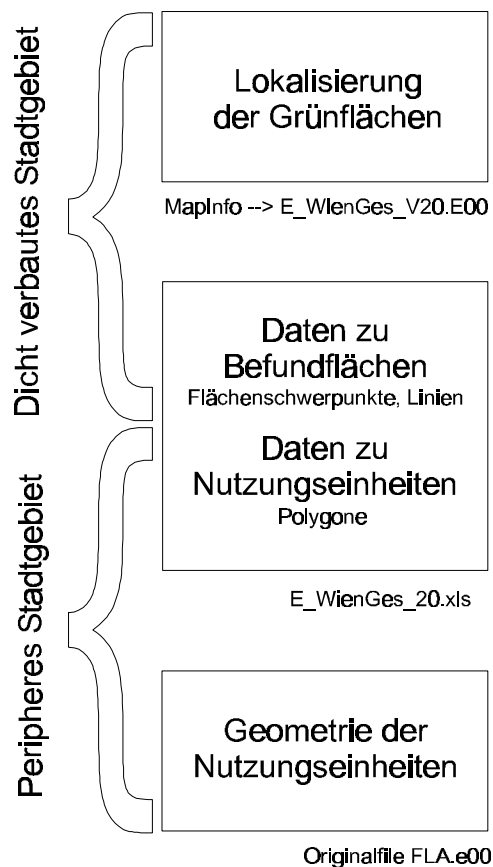 Dicht verbautes Stadtgebiet
Lokalisierung
der Grünflächen
MapInfo --> E_WienGes_V20.E00
Daten zu
Befundflächen
Flächenschwerpunkte, Linien
Peripheres Stadtgebiet
Daten zu
Nutzungseinheiten
Polygone
E_WienGes_20.xls
Geometrie der
Nutzungseinheiten
Originalfile FLA.e00